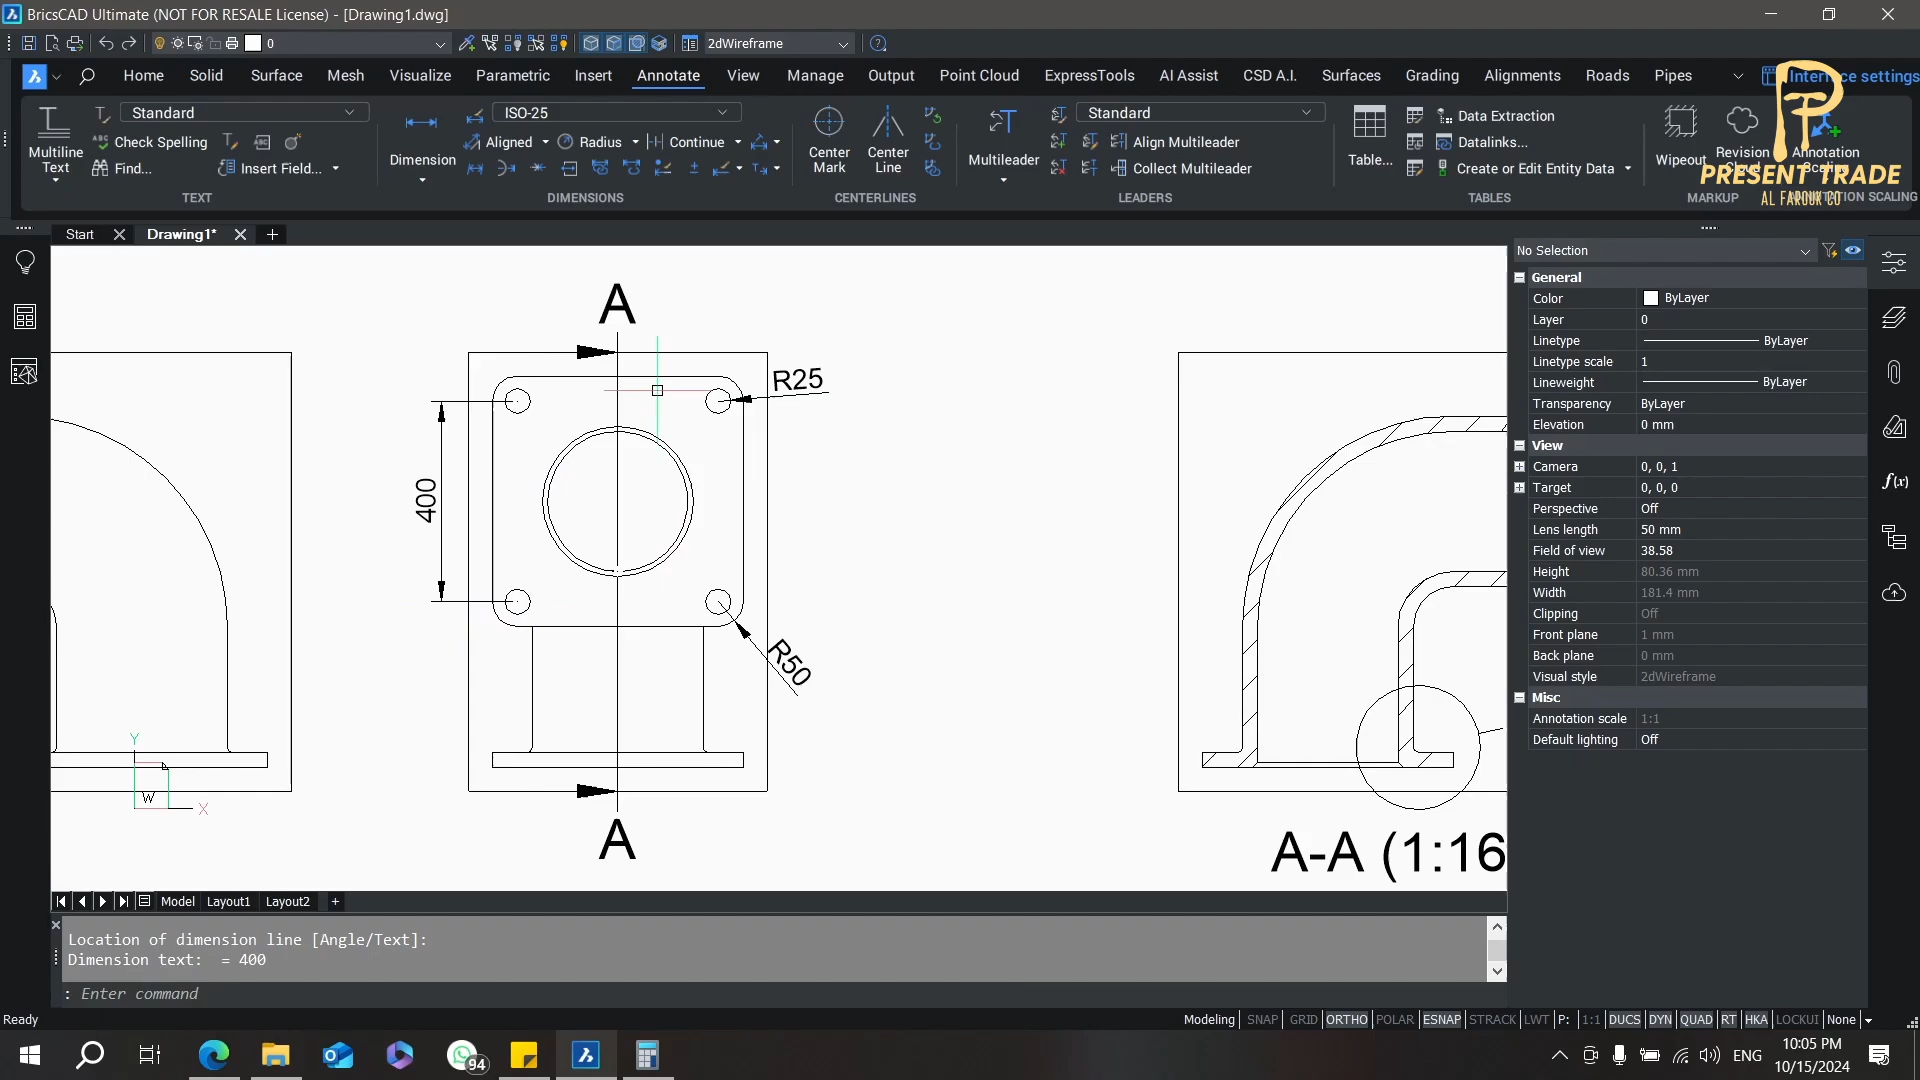 BricsCAD Ultimate (NOT FOR RESALE License) - [Drawing1.dwg]
0
2dWireframe
Home Solid Surface Mesh Visualize Parametric Insert Annotate View Manage Output Point Cloud ExpressTools AI Assist CSD A.I. Surfaces Grading Alignments Roads Pipes Interface settings
Standard
ISO-25
Standard
Multiline Text
Check Spelling
Find...
Insert Field...
TEXT
Dimension
Aligned
Radius
Continue
DIMENSIONS
Center Mark
Center Line
CENTERLINES
Multileader
Align Multileader
Collect Multileader
LEADERS
Table...
Data Extraction
Datalinks...
Create or Edit Entity Data
TABLES
Wipeout
Revision
MARKUP
Annotation
ANNOTATION SCALING
PRESENT TRADE
AL FAROUK CO
Start
Drawing1*
A
R25
400
R50
A
A-A (1:16
Y
W
X
No Selection
General
Color ByLayer
Layer 0
Linetype ByLayer
Linetype scale 1
Lineweight ByLayer
Transparency ByLayer
Elevation 0 mm
View
Camera 0, 0, 1
Target 0, 0, 0
Perspective Off
Lens length 50 mm
Field of view 38.58
Height 80.36 mm
Width 181.4 mm
Clipping Off
Front plane 1 mm
Back plane 0 mm
Visual style 2dWireframe
Misc
Annotation scale 1:1
Default lighting Off
f(x)
Model Layout1 Layout2 +
Location of dimension line [Angle/Text]:
Dimension text: = 400
: Enter command
Ready
Modeling SNAP GRID ORTHO POLAR ESNAP STRACK LWT P: 1:1 DUCS DYN QUAD RT HKA LOCKUI None
94
ENG
10:05 PM
10/15/2024